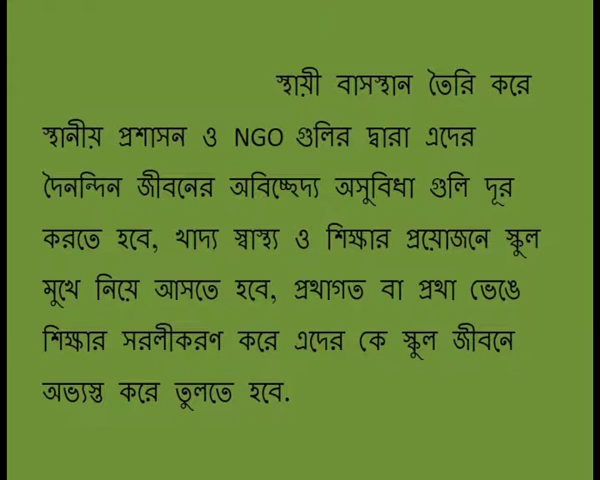 স্থায়ী বাসস্থান তৈরি করে
স্থানীয় প্রশাসন ও NGO গুলির দ্বারা এদের
দৈনন্দিন জীবনের অবিচ্ছেদ্য অসুবিধা গুলি দূর
করতে হবে, খাদ্য স্বাস্থ্য ও শিক্ষার প্রয়োজনে স্কুল
মুখে নিয়ে আসতে হবে, প্রথাগত বা প্রথা ভেঙে
শিক্ষার সরলীকরণ করে এদের কে স্কুল জীবনে
অভ্যস্ত করে তুলতে হবে.